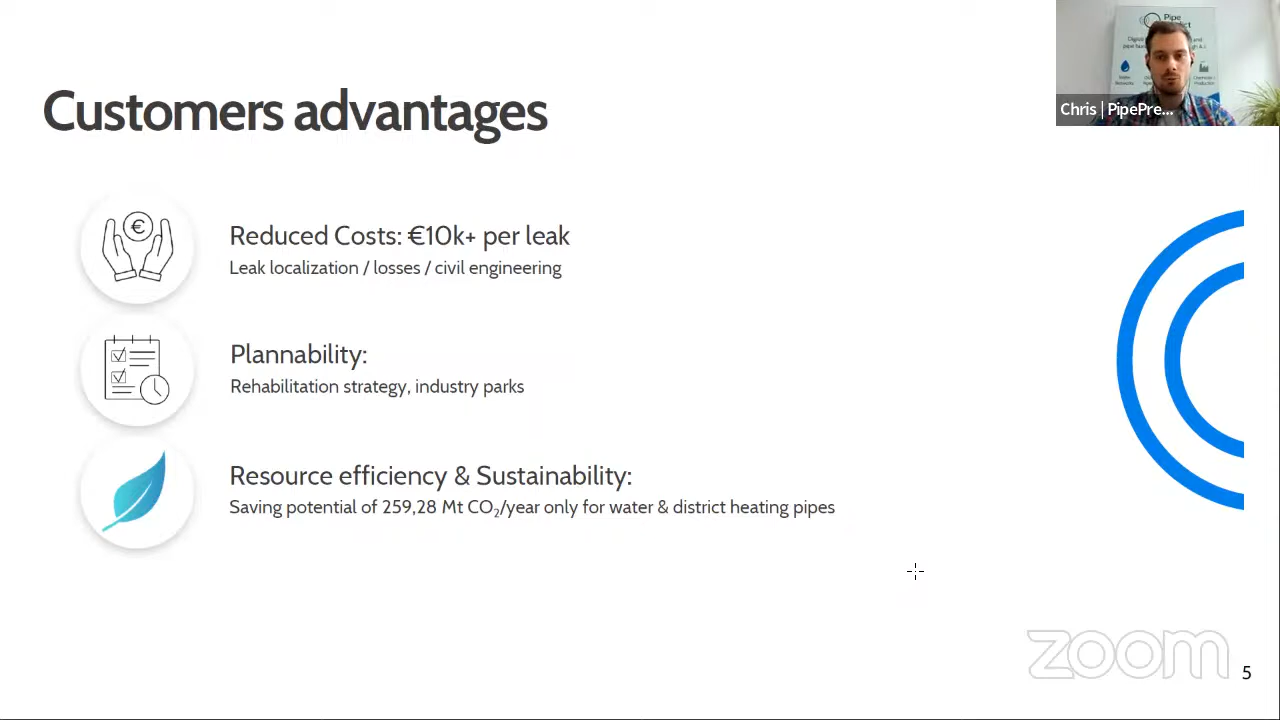 Customers advantages
Reduced Costs: €10k+ per leak
Leak localization / losses / civil engineering
Plannability:
Rehabilitation strategy, industry parks
Resource efficiency & Sustainability:
Saving potential of 259,28 Mt CO₂/year only for water & district heating pipes
Pipe
Chris | PipePre...
zoom
5